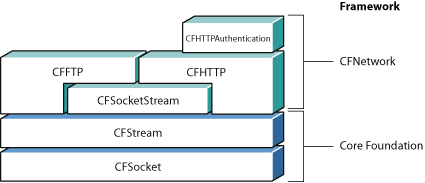 Framework
CFHTTPAuthentication
CFNetwork
CFFTP
CFHTTP
CFSocketStream
CFStream
Core Foundation
CFSocket